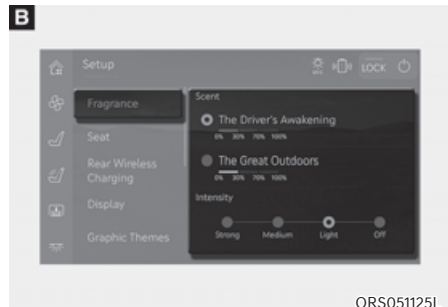 B
Setup
LOCK
Fragrance
Seat
Rear Wireless
Charging
Display
Graphic Themes
Scent
The Driver's Awakening
0% 30% 70% 100%
The Great Outdoors
0% 30% 70% 100%
Intensity
Strong Medium Light Off
ORS051125L